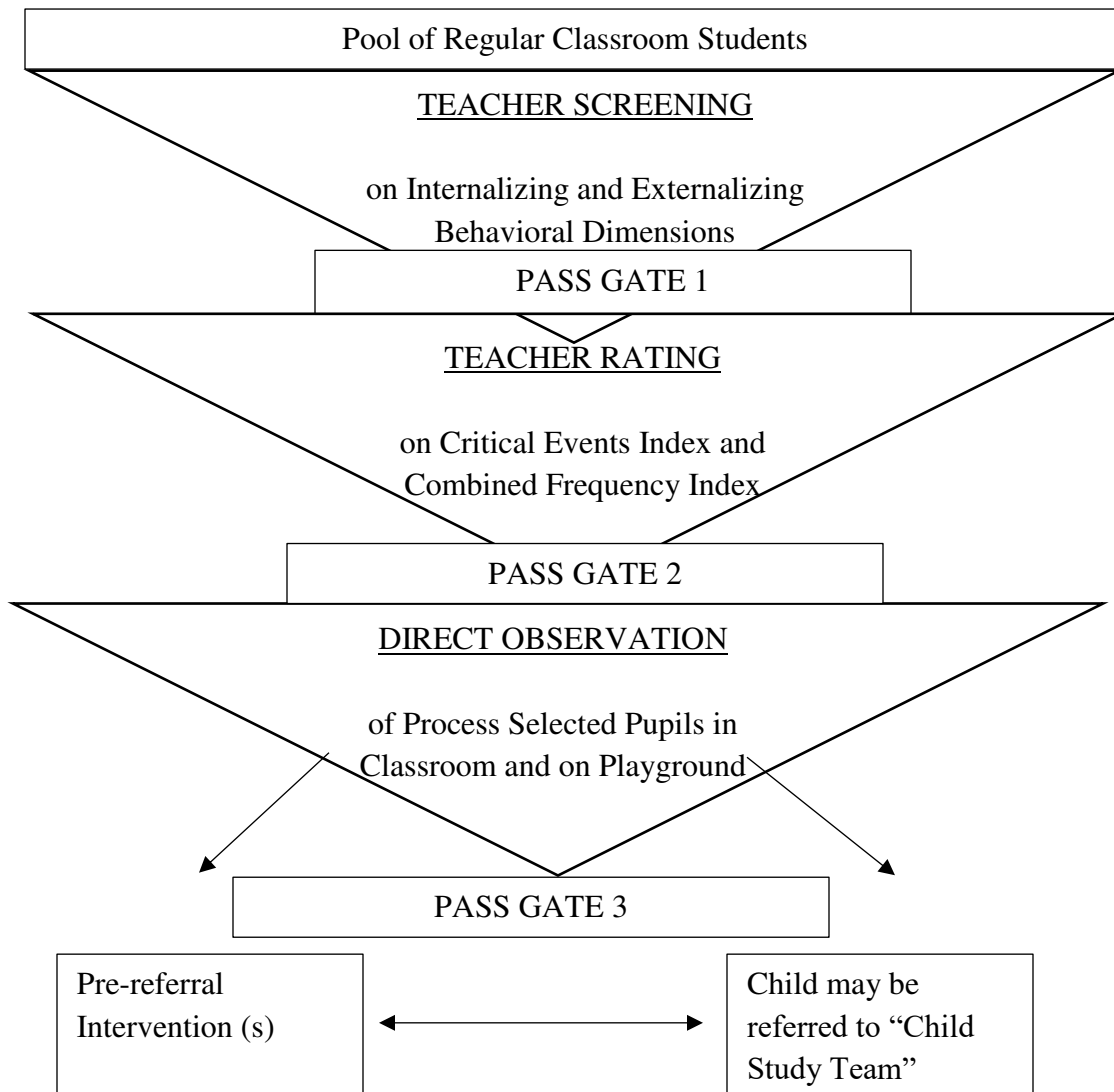 Pool of Regular Classroom Students
TEACHER SCREENING
on Internalizing and Externalizing
Behavioral Dimensions
PASS GATE 1
TEACHER RATING
on Critical Events Index and
Combined Frequency Index
PASS GATE 2
DIRECT OBSERVATION
of Process Selected Pupils in
Classroom and on Playground
PASS GATE 3
Pre-referral
Intervention (s)
Child may be
referred to “Child
Study Team”